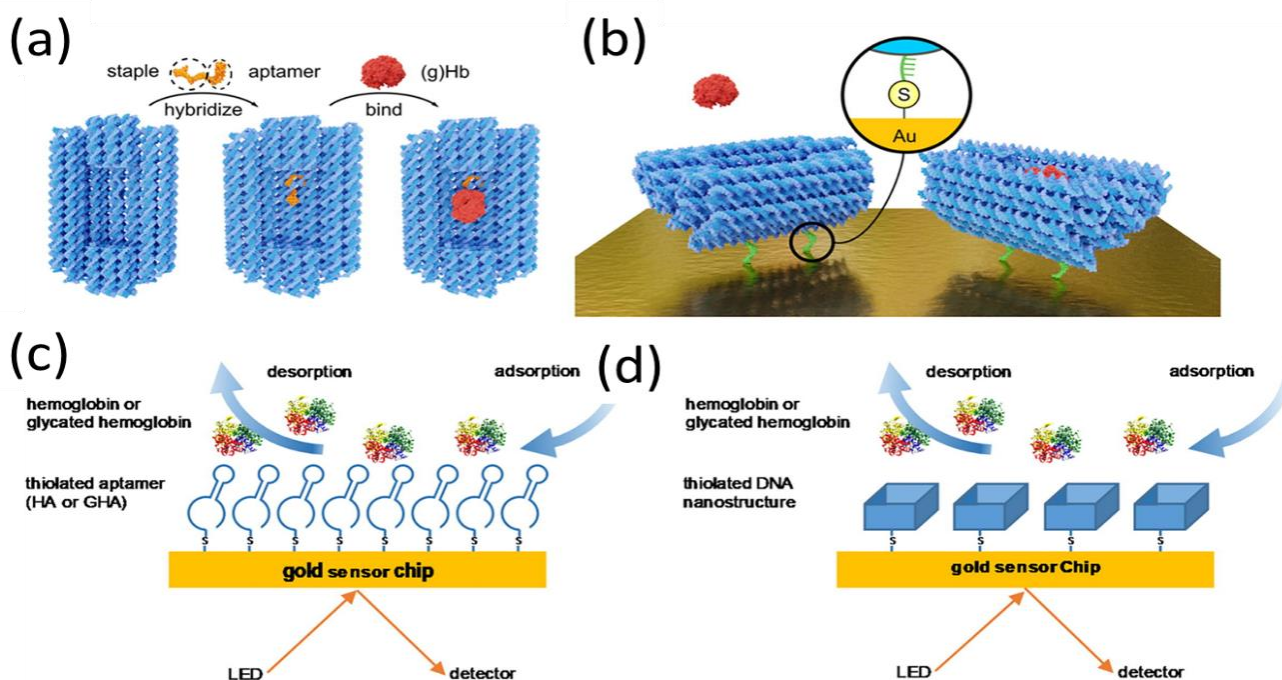 (a)
staple aptamer (g)Hb
hybridize bind
(b)
S
Au
(c)
desorption adsorption
hemoglobin or
glycated hemoglobin
thiolated aptamer
(HA or GHA)
s s s s s s s s
gold sensor chip
LED detector
(d)
desorption adsorption
hemoglobin or
glycated hemoglobin
thiolated DNA
nanostructure
s s s s
gold sensor Chip
LED detector